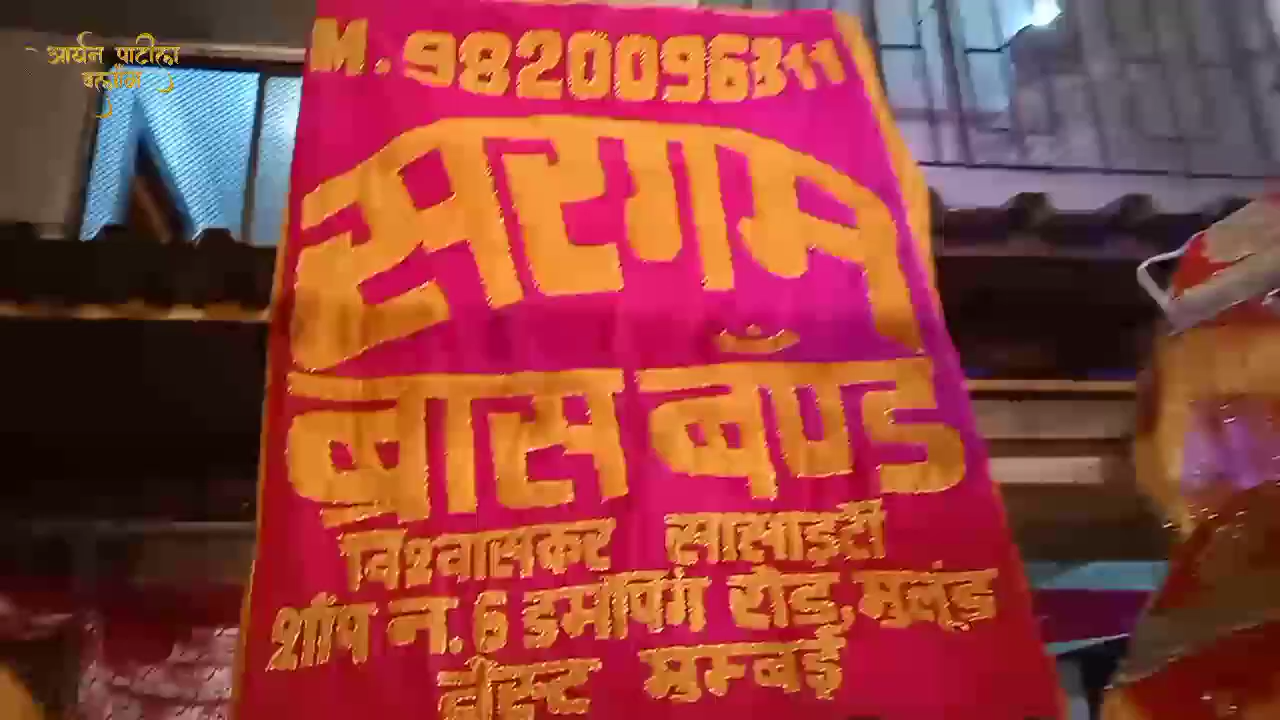 आर्यन पाटील
व्लॉग
M. 9820096311
सरगम
ब्रास बॅण्ड
विश्वासकर सोसाइटी
शॉप नं. 6 डमंपिंग रोड, मुलुंड
मुम्बई